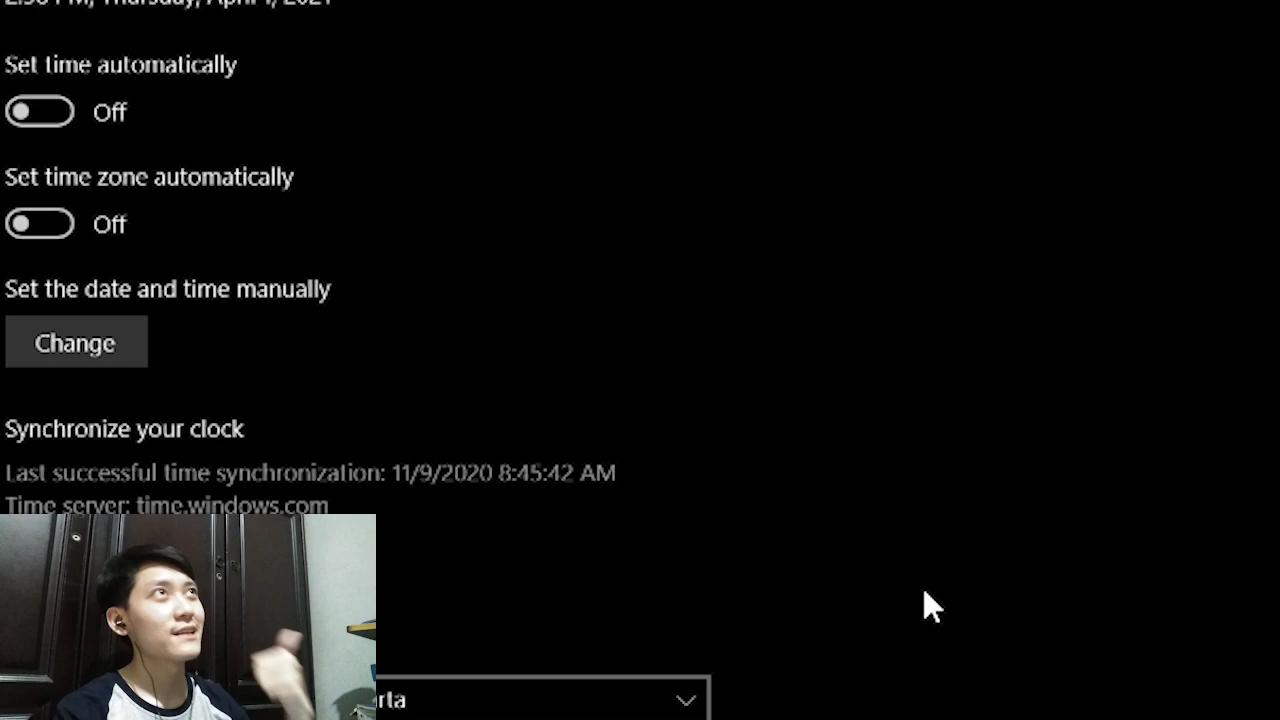 Set time automatically
Off
Set time zone automatically
Off
Set the date and time manually
Change
Synchronize your clock
Last successful time synchronization: 11/9/2020 8:45:42 AM
Time server: time.windows.com
rta